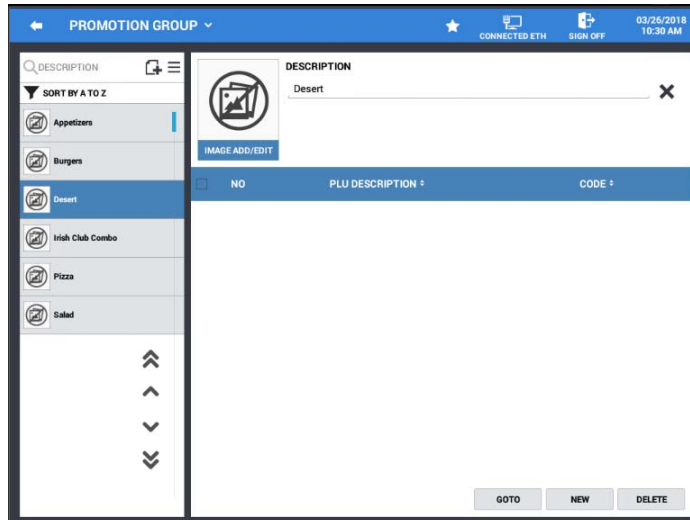 PROMOTION GROUP
CONNECTED ETH
SIGN OFF
03/26/2018
10:30 AM
DESCRIPTION
SORT BY A TO Z
Appetizers
Burgers
Desert
Irish Club Combo
Pizza
Salad
IMAGE ADD/EDIT
DESCRIPTION
Desert
NO PLU DESCRIPTION CODE
GOTO NEW DELETE